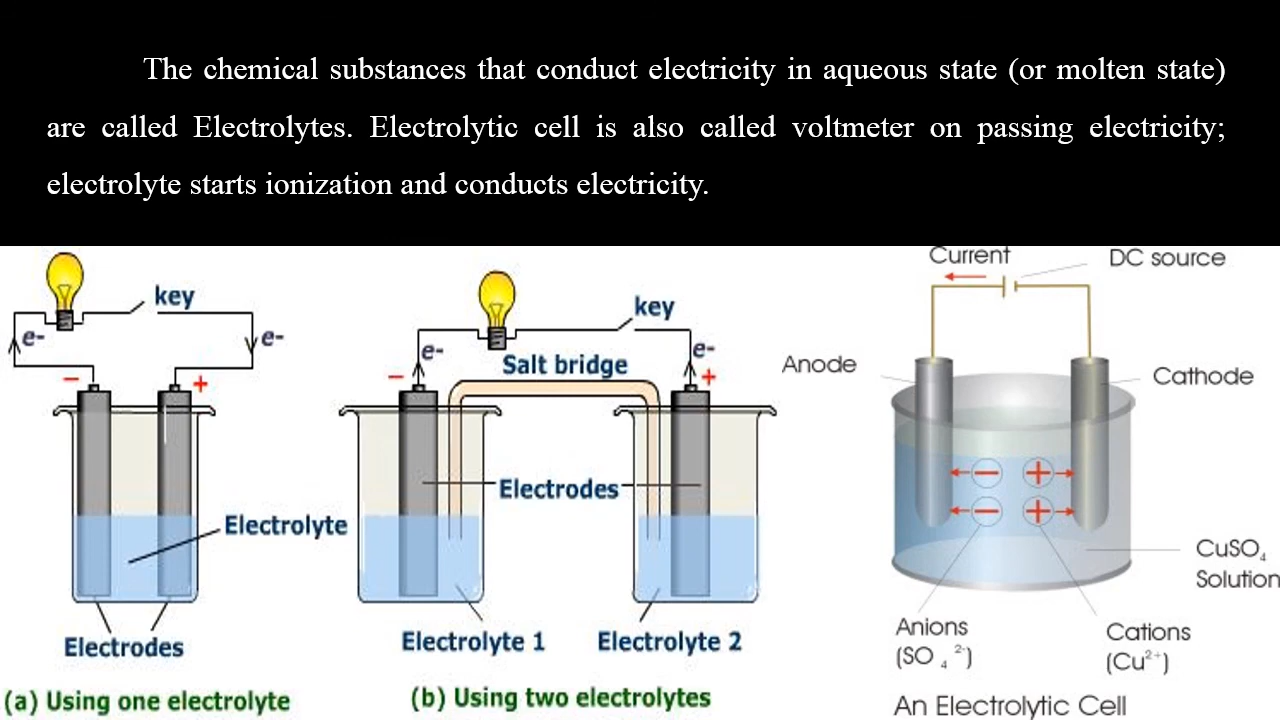 The chemical substances that conduct electricity in aqueous state (or molten state)
are called Electrolytes. Electrolytic cell is also called voltmeter on passing electricity;
electrolyte starts ionization and conducts electricity.
key
e-
e-
−
+
Electrolyte
Electrodes
(a) Using one electrolyte
key
e-
e-
Salt bridge
−
+
Electrodes
Electrolyte 1
Electrolyte 2
(b) Using two electrolytes
Current
DC source
Anode
Cathode
− +
− +
CuSO₄
Solution
Anions
(SO₄²⁻)
Cations
(Cu²⁺)
An Electrolytic Cell